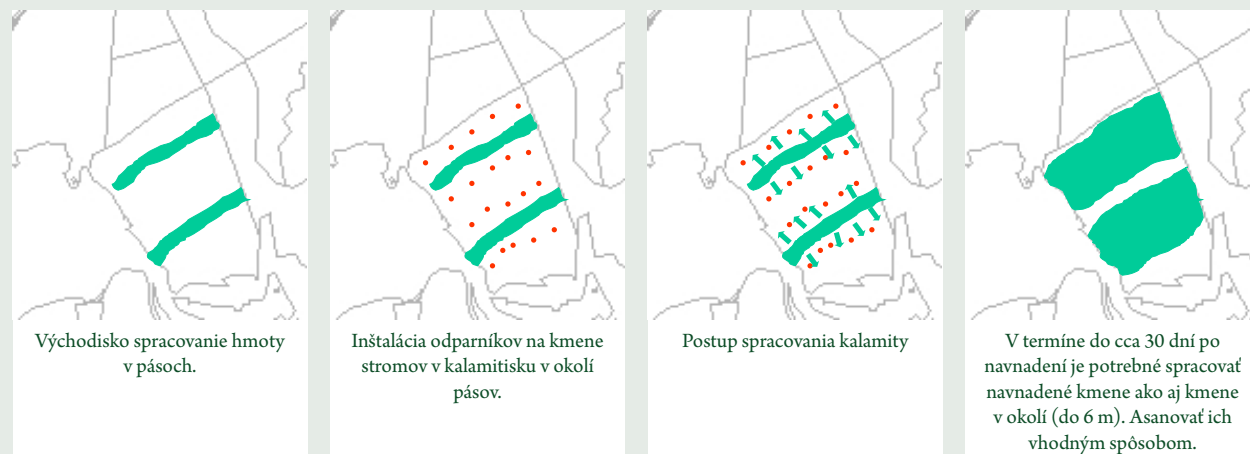 Východisko spracovanie hmoty
v pásoch.
Inštalácia odparníkov na kmene
stromov v kalamitisku v okolí
pásov.
Postup spracovania kalamity
V termíne do cca 30 dní po
navnadení je potrebné spracovať
navnadené kmene ako aj kmene
v okolí (do 6 m). Asanovať ich
vhodným spôsobom.